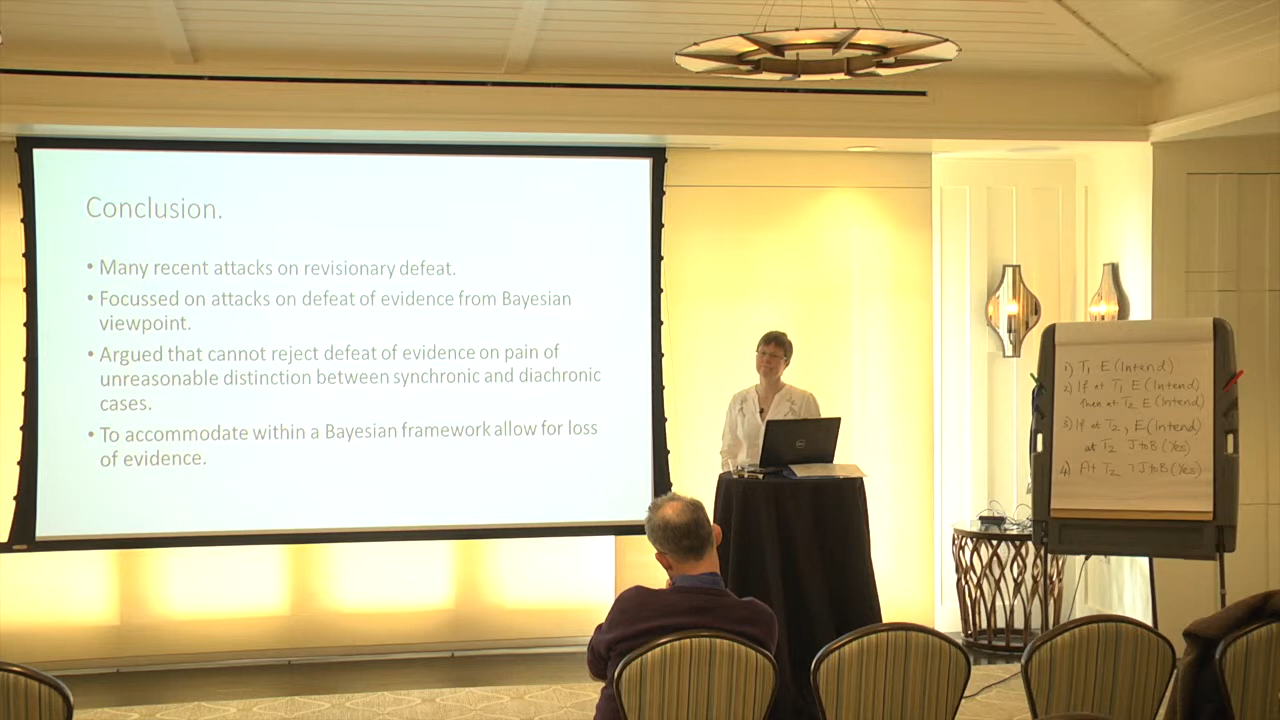 Conclusion.
• Many recent attacks on revisionary defeat.
• Focussed on attacks on defeat of evidence from Bayesian
viewpoint.
• Argued that cannot reject defeat of evidence on pain of
unreasonable distinction between synchronic and diachronic
cases.
• To accommodate within a Bayesian framework allow for loss
of evidence.
DELL
1) T₁ E(Intend)
2) If at T₁ E(Intend)
then at T₂ E(Intend)
3) If at T₂, E(Intend)
at T₂ J to B (Yes)
4) At T₂ ¬J to B (Yes)